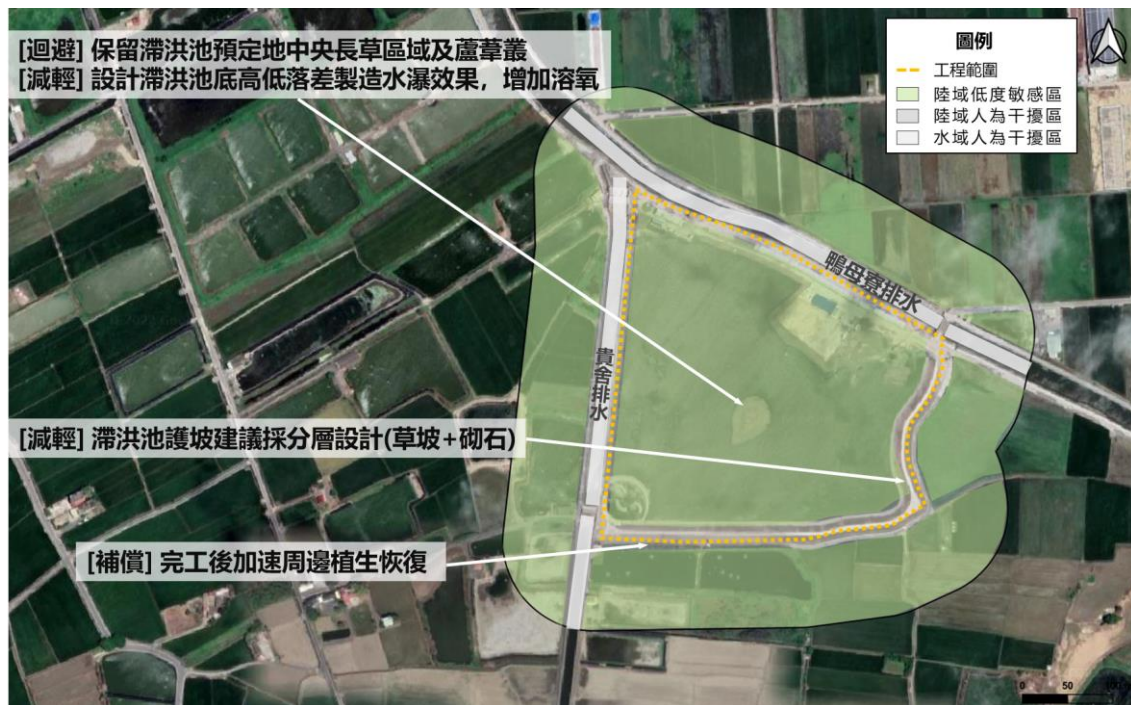 [迴避] 保留滯洪池預定地中央長草區域及蘆葦叢
[減輕] 設計滯洪池底高低落差製造水瀑效果，增加溶氧
圖例
工程範圍
陸域低度敏感區
陸域人為干擾區
水域人為干擾區
鴨母寮排水
貴舍排水
[減輕] 滯洪池護坡建議採分層設計(草坡+砌石)
[補償] 完工後加速周邊植生恢復
0 50